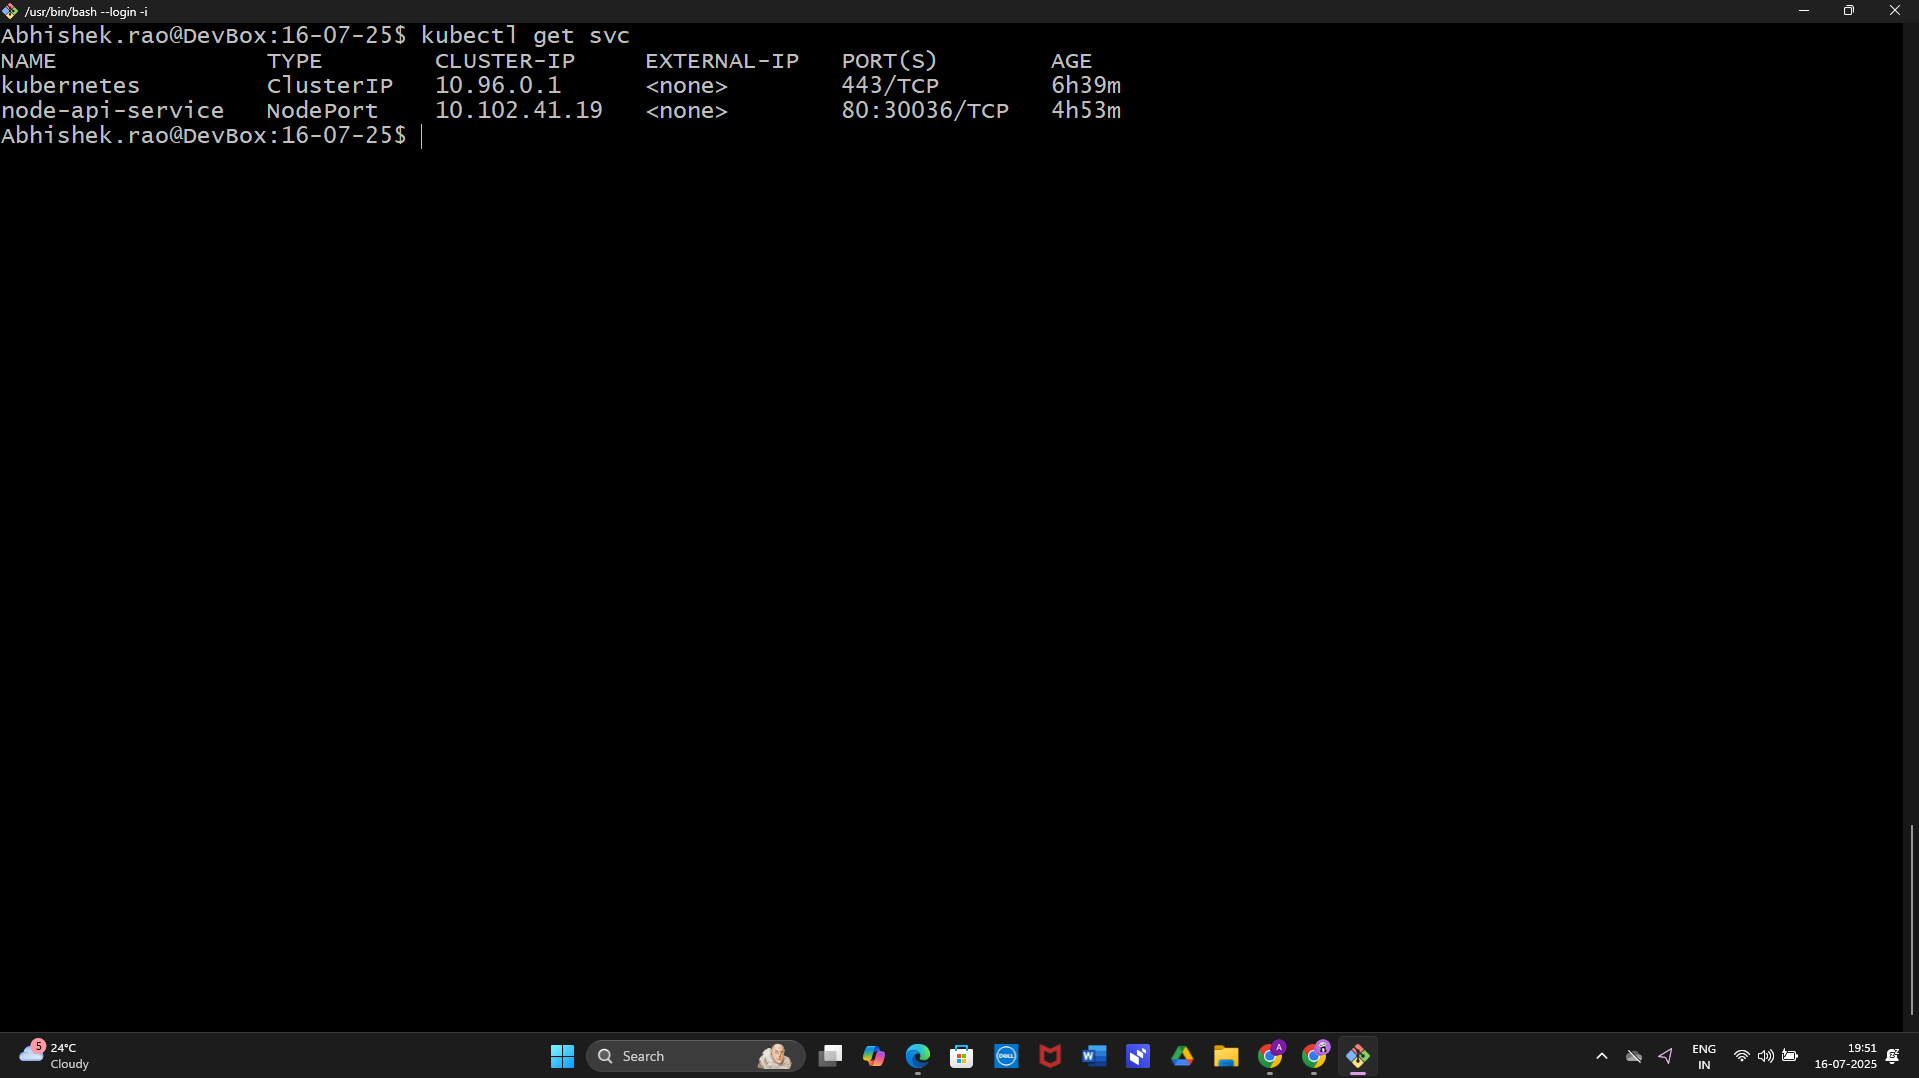 /usr/bin/bash --login -i
Abhishek.rao@DevBox:16-07-25$ kubectl get svc
NAME TYPE CLUSTER-IP EXTERNAL-IP PORT(S) AGE
kubernetes ClusterIP 10.96.0.1 <none> 443/TCP 6h39m
node-api-service NodePort 10.102.41.19 <none> 80:30036/TCP 4h53m
Abhishek.rao@DevBox:16-07-25$
5
24°C
Cloudy
Search
DELL
W
A
ENG
IN
19:51
16-07-2025